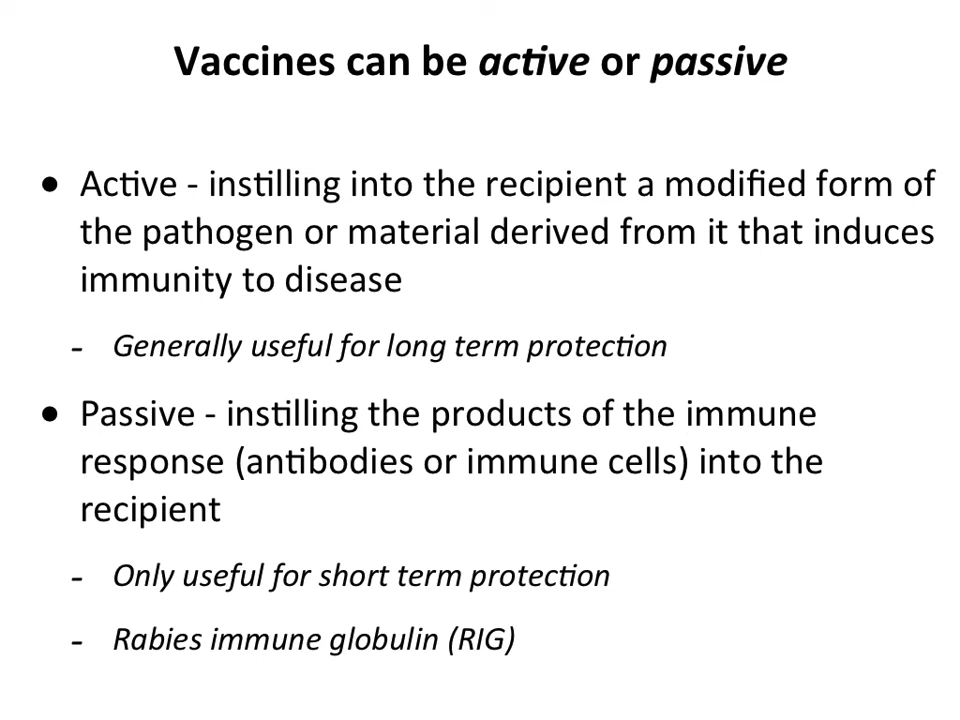 Vaccines can be active or passive
● Active - instilling into the recipient a modified form of
the pathogen or material derived from it that induces
immunity to disease
- Generally useful for long term protection
● Passive - instilling the products of the immune
response (antibodies or immune cells) into the
recipient
- Only useful for short term protection
- Rabies immune globulin (RIG)